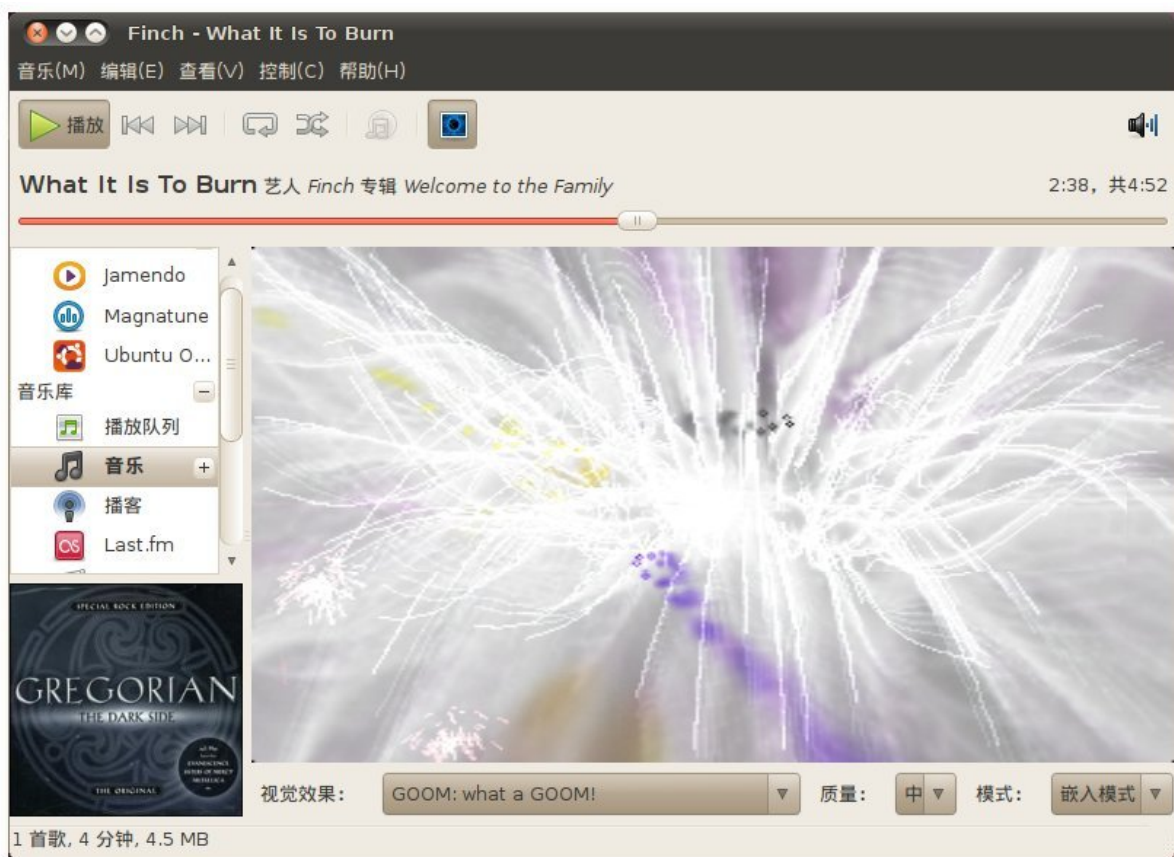 Finch - What It Is To Burn
音乐(M) 编辑(E) 查看(V) 控制(C) 帮助(H)
播放
What It Is To Burn 艺人 Finch 专辑 Welcome to the Family 2:38，共4:52
Jamendo
Magnatune
Ubuntu O...
音乐库
播放队列
音乐
播客
Last.fm
SPECIAL ROCK EDITION
GREGORIAN
THE DARK SIDE
EVANESCENCE
METALLICA
THE ORIGINAL
视觉效果： GOOM: what a GOOM! 质量： 中 模式： 嵌入模式
1 首歌, 4 分钟, 4.5 MB